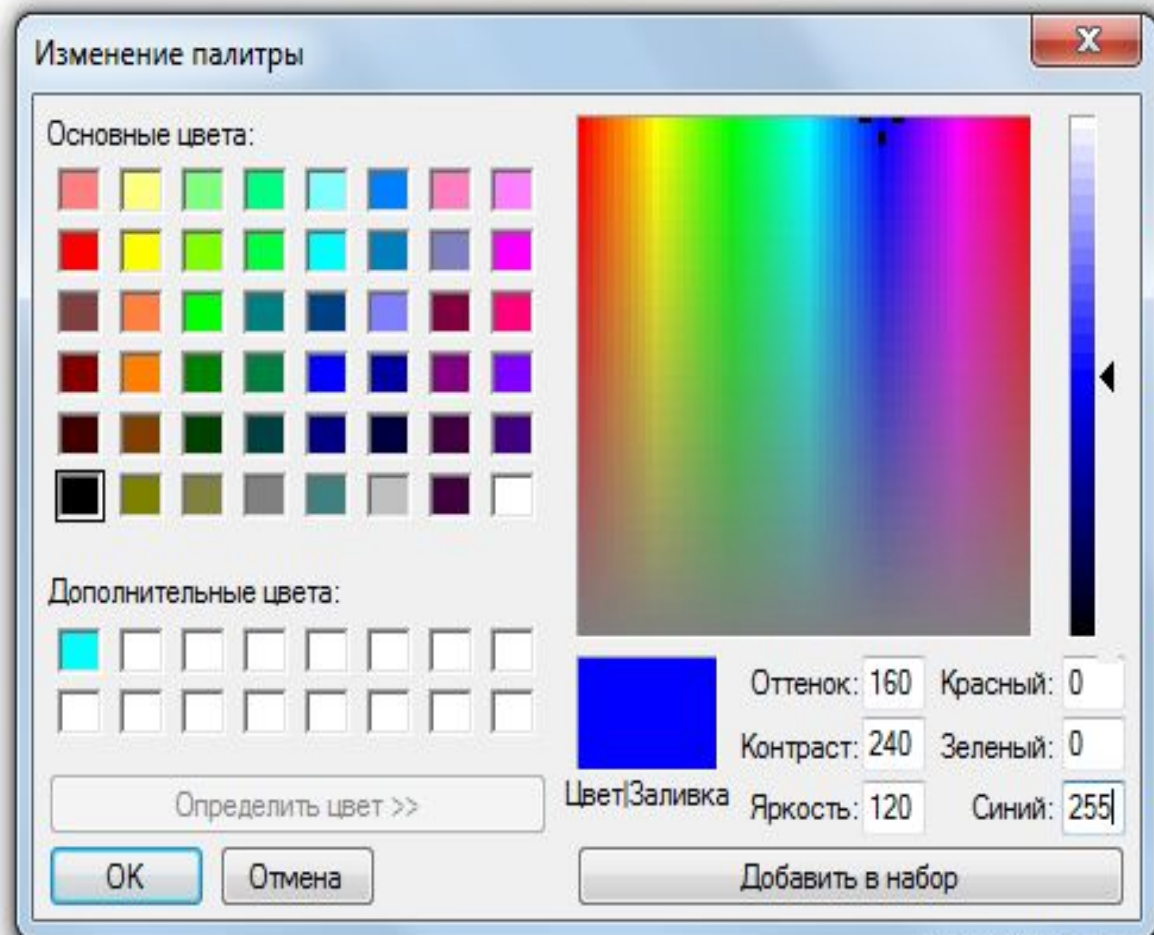 Изменение палитры
Основные цвета:
Дополнительные цвета:
Определить цвет >>
OK
Отмена
Цвет|Заливка
Оттенок: 160
Контраст: 240
Яркость: 120
Красный: 0
Зеленый: 0
Синий: 255
Добавить в набор